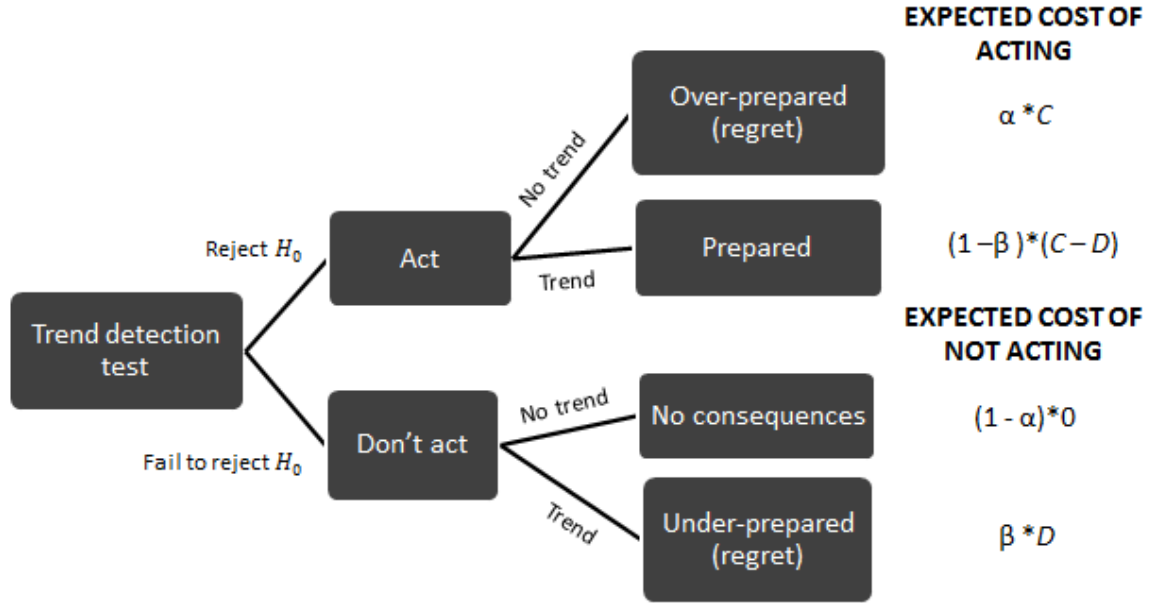 EXPECTED COST OF
ACTING
Over-prepared
(regret)
α *C
No trend
Reject H₀
Act
Prepared
(1 –β )*(C – D)
Trend
Trend detection
test
EXPECTED COST OF
NOT ACTING
No trend
No consequences
(1 - α)*0
Don't act
Fail to reject H₀
Trend
Under-prepared
(regret)
β *D